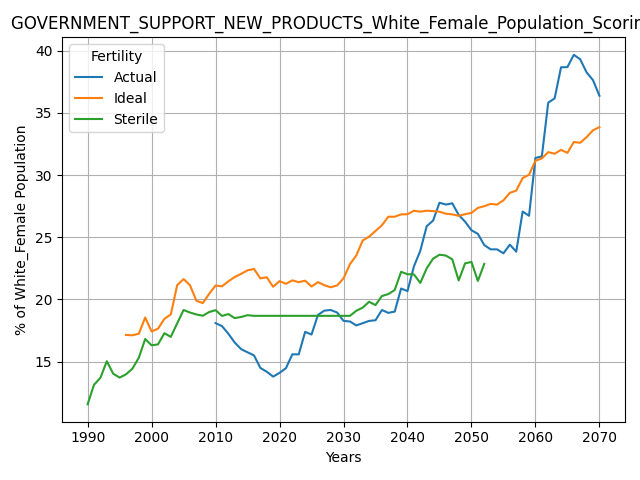 GOVERNMENT_SUPPORT_NEW_PRODUCTS_White_Female_Population_Scorin
Fertility
Actual
Ideal
Sterile
% of White_Female Population
40
35
30
25
20
15
1990 2000 2010 2020 2030 2040 2050 2060 2070
Years